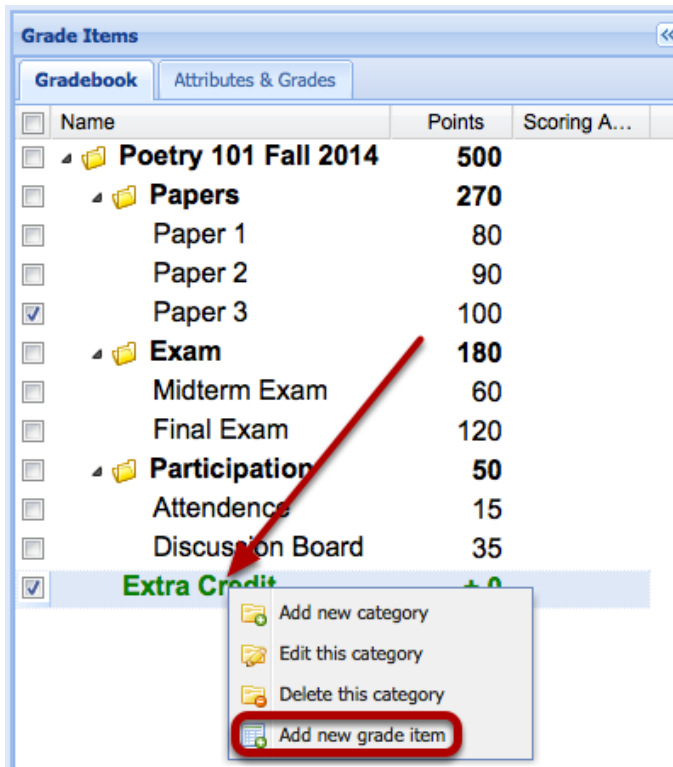 Grade Items
Gradebook Attributes & Grades
Name Points Scoring A...
Poetry 101 Fall 2014 500
Papers 270
Paper 1 80
Paper 2 90
Paper 3 100
Exam 180
Midterm Exam 60
Final Exam 120
Participation 50
Attendence 15
Discussion Board 35
Extra Credit + 0
Add new category
Edit this category
Delete this category
Add new grade item